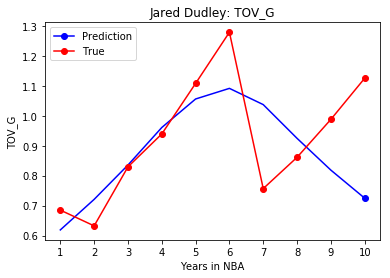 Jared Dudley: TOV_G
Prediction
True
1.3
1.2
1.1
1.0
0.9
0.8
0.7
0.6
TOV_G
1 2 3 4 5 6 7 8 9 10
Years in NBA